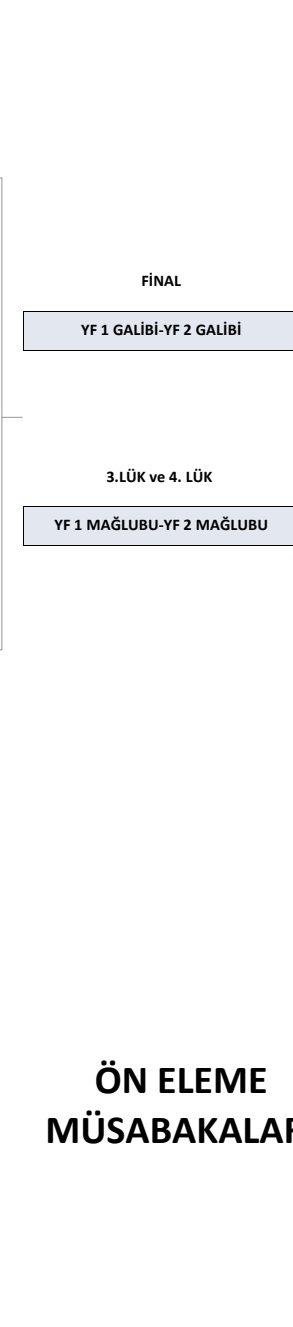 FİNAL
YF 1 GALİBİ-YF 2 GALİBİ
3.LÜK ve 4. LÜK
YF 1 MAĞLUBU-YF 2 MAĞLUBU
ÖN ELEME
MÜSABAKALAR